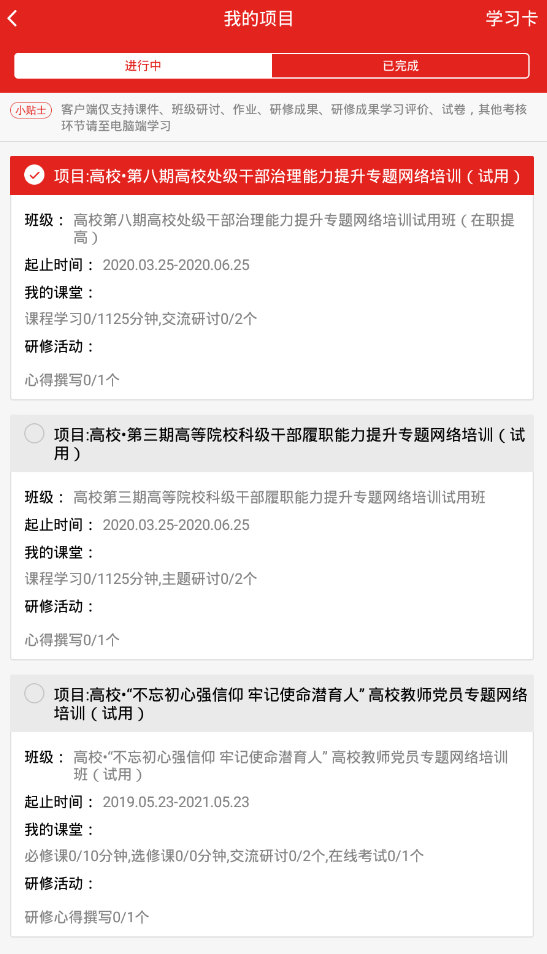 我的项目
学习卡
进行中
已完成
小贴士
客户端仅支持课件、班级研讨、作业、研修成果、研修成果学习评价、试卷，其他考核
环节请至电脑端学习
项目:高校•第八期高校处级干部治理能力提升专题网络培训（试用）
班级： 高校第八期高校处级干部治理能力提升专题网络培训试用班（在职提
高）
起止时间： 2020.03.25-2020.06.25
我的课堂：
课程学习0/1125分钟,交流研讨0/2个
研修活动：
心得撰写0/1个
项目:高校•第三期高等院校科级干部履职能力提升专题网络培训（试
用）
班级： 高校第三期高等院校科级干部履职能力提升专题网络培训试用班
起止时间： 2020.03.25-2020.06.25
我的课堂：
课程学习0/1125分钟,主题研讨0/2个
研修活动：
心得撰写0/1个
项目:高校•“不忘初心强信仰 牢记使命潜育人” 高校教师党员专题网络
培训（试用）
班级： 高校•“不忘初心强信仰 牢记使命潜育人” 高校教师党员专题网络培训
班（试用）
起止时间： 2019.05.23-2021.05.23
我的课堂：
必修课0/10分钟,选修课0/0分钟,交流研讨0/2个,在线考试0/1个
研修活动：
研修心得撰写0/1个